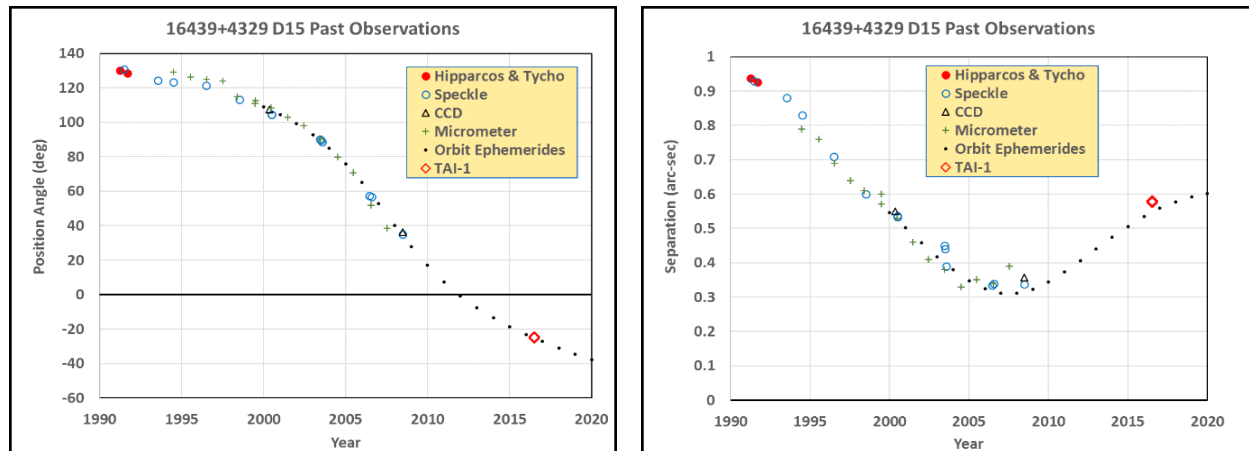 16439+4329 D15 Past Observations
140
120
100
80
60
40
20
0
-20
-40
-60
Position Angle (deg)
Hipparcos & Tycho
Speckle
CCD
Micrometer
Orbit Ephemerides
TAI-1
1990 1995 2000 2005 2010 2015 2020
Year
16439+4329 D15 Past Observations
1
0.9
0.8
0.7
0.6
0.5
0.4
0.3
0.2
0.1
0
Separation (arc-sec)
Hipparcos & Tycho
Speckle
CCD
Micrometer
Orbit Ephemerides
TAI-1
1990 1995 2000 2005 2010 2015 2020
Year